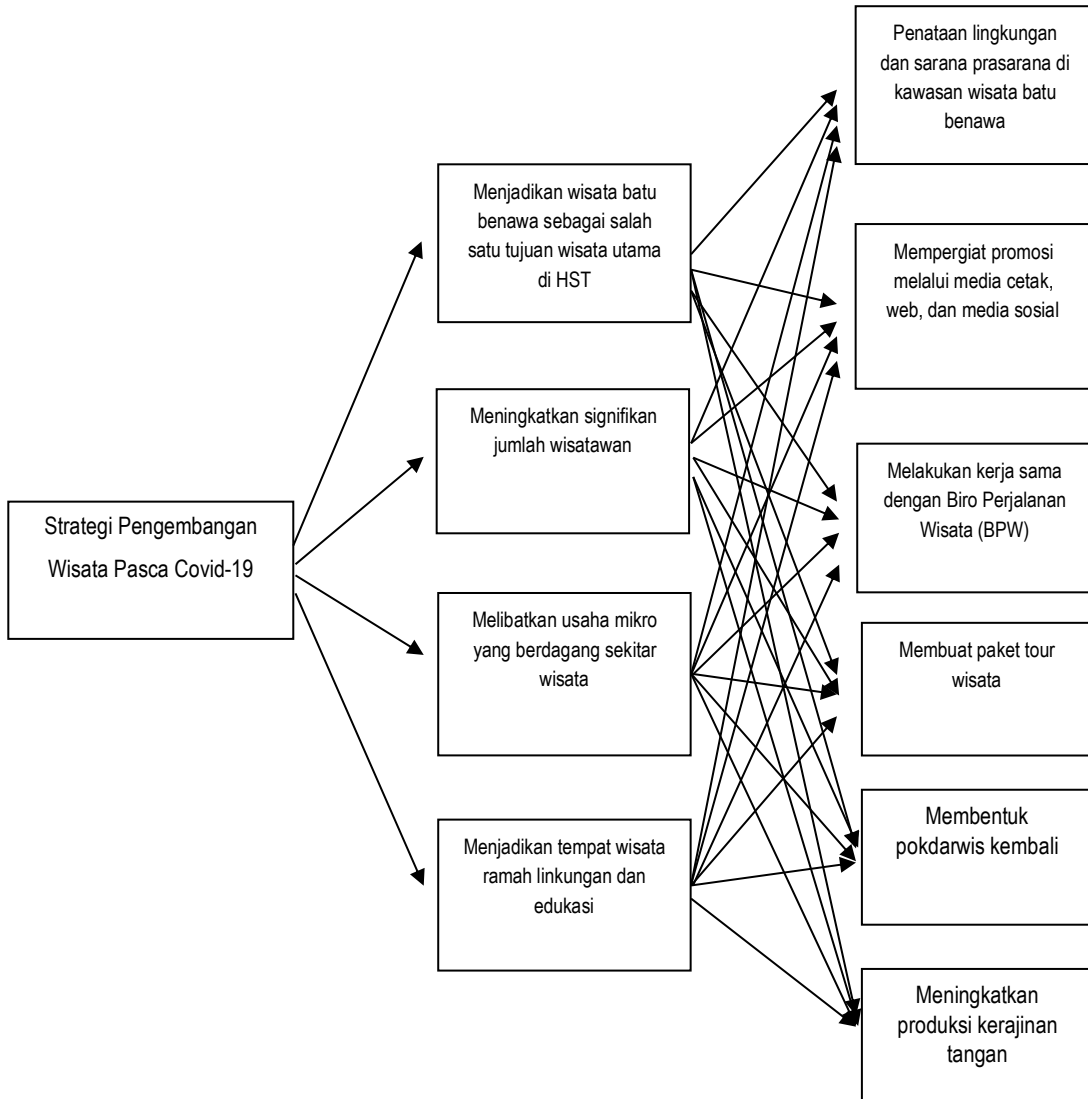 Strategi Pengembangan
Wisata Pasca Covid-19
Menjadikan wisata batu
benawa sebagai salah
satu tujuan wisata utama
di HST
Meningkatkan signifikan
jumlah wisatawan
Melibatkan usaha mikro
yang berdagang sekitar
wisata
Menjadikan tempat wisata
ramah linkungan dan
edukasi
Penataan lingkungan
dan sarana prasarana di
kawasan wisata batu
benawa
Mempergiat promosi
melalui media cetak,
web, dan media sosial
Melakukan kerja sama
dengan Biro Perjalanan
Wisata (BPW)
Membuat paket tour
wisata
Membentuk
pokdarwis kembali
Meningkatkan
produksi kerajinan
tangan